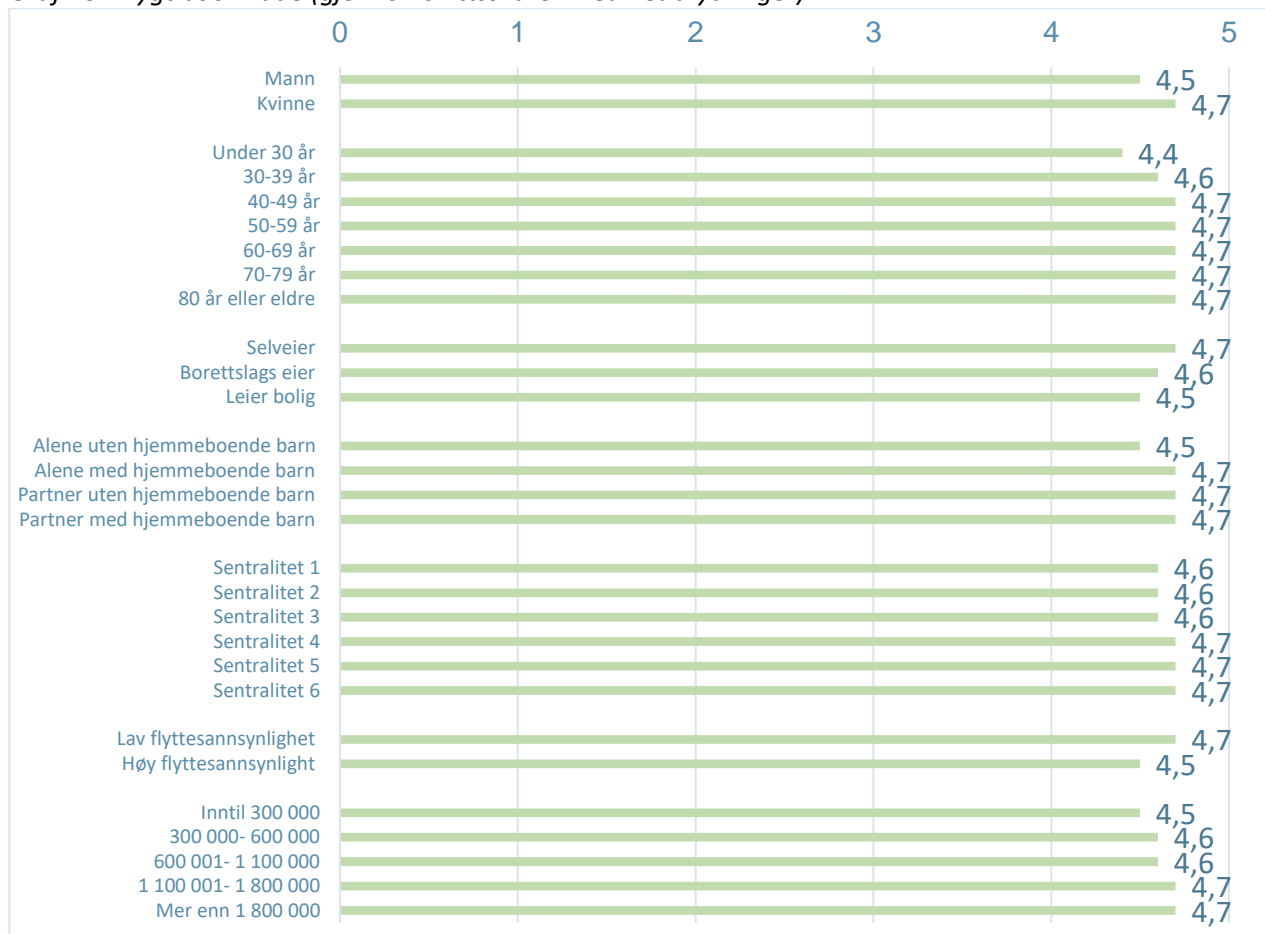 0 1 2 3 4 5
Mann 4,5
Kvinne 4,7
Under 30 år 4,4
30-39 år 4,6
40-49 år 4,7
50-59 år 4,7
60-69 år 4,7
70-79 år 4,7
80 år eller eldre 4,7
Selveier 4,7
Borettslags eier 4,6
Leier bolig 4,5
Alene uten hjemmeboende barn 4,5
Alene med hjemmeboende barn 4,7
Partner uten hjemmeboende barn 4,7
Partner med hjemmeboende barn 4,7
Sentralitet 1 4,6
Sentralitet 2 4,6
Sentralitet 3 4,6
Sentralitet 4 4,7
Sentralitet 5 4,7
Sentralitet 6 4,7
Lav flyttesannsynlighet 4,7
Høy flyttesannsynlight 4,5
Inntil 300 000 4,5
300 000- 600 000 4,6
600 001- 1 100 000 4,6
1 100 001- 1 800 000 4,7
Mer enn 1 800 000 4,7